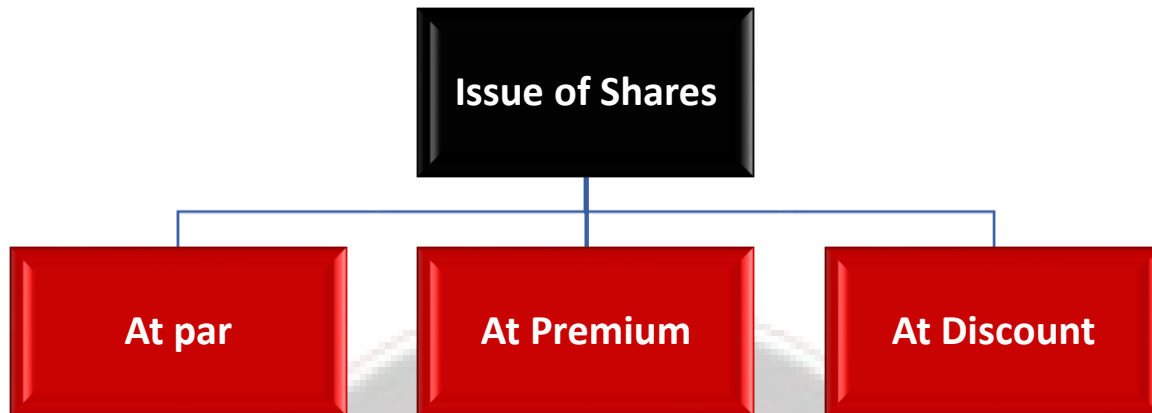 Issue of Shares
At par
At Premium
At Discount